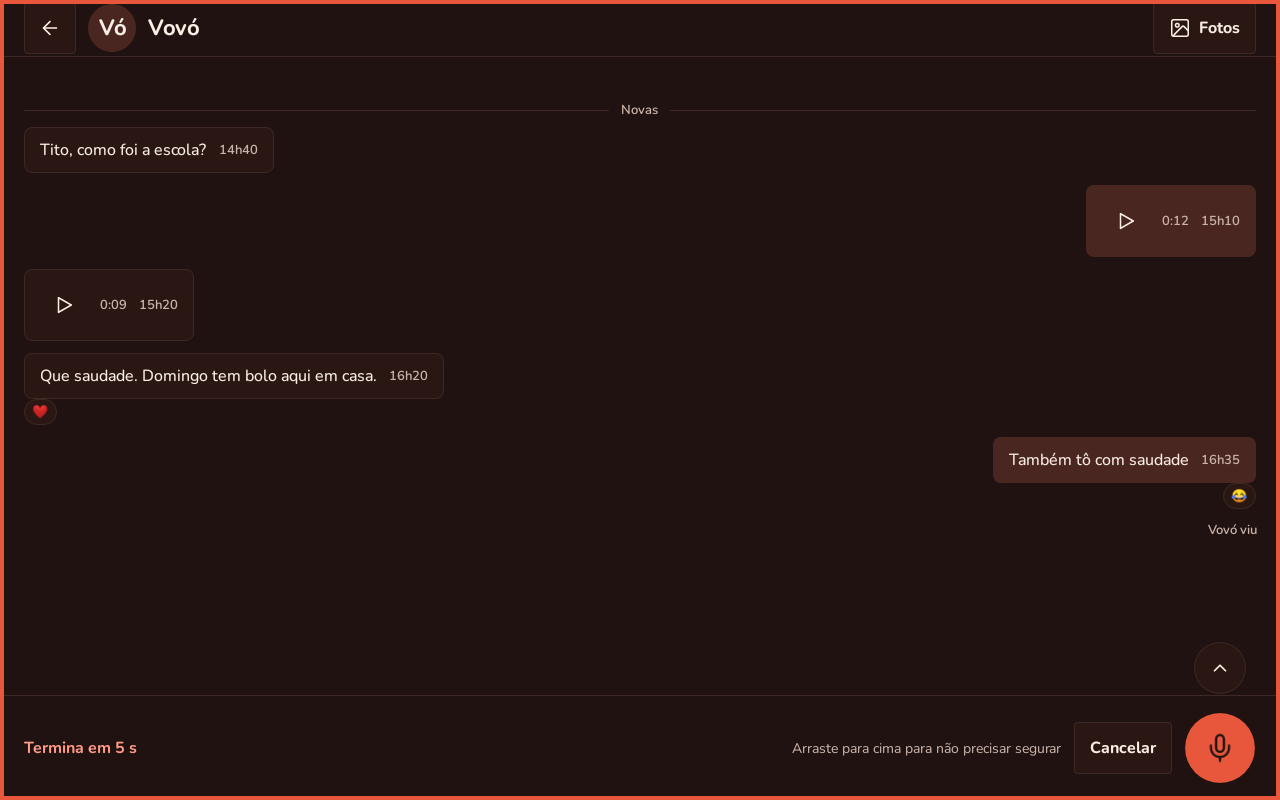 Vó Vovó Fotos
Novas
Tito, como foi a escola? 14h40
0:12 15h10
0:09 15h20
Que saudade. Domingo tem bolo aqui em casa. 16h20
Também tô com saudade 16h35
Vovó viu
Termina em 5 s Arraste para cima para não precisar segurar Cancelar